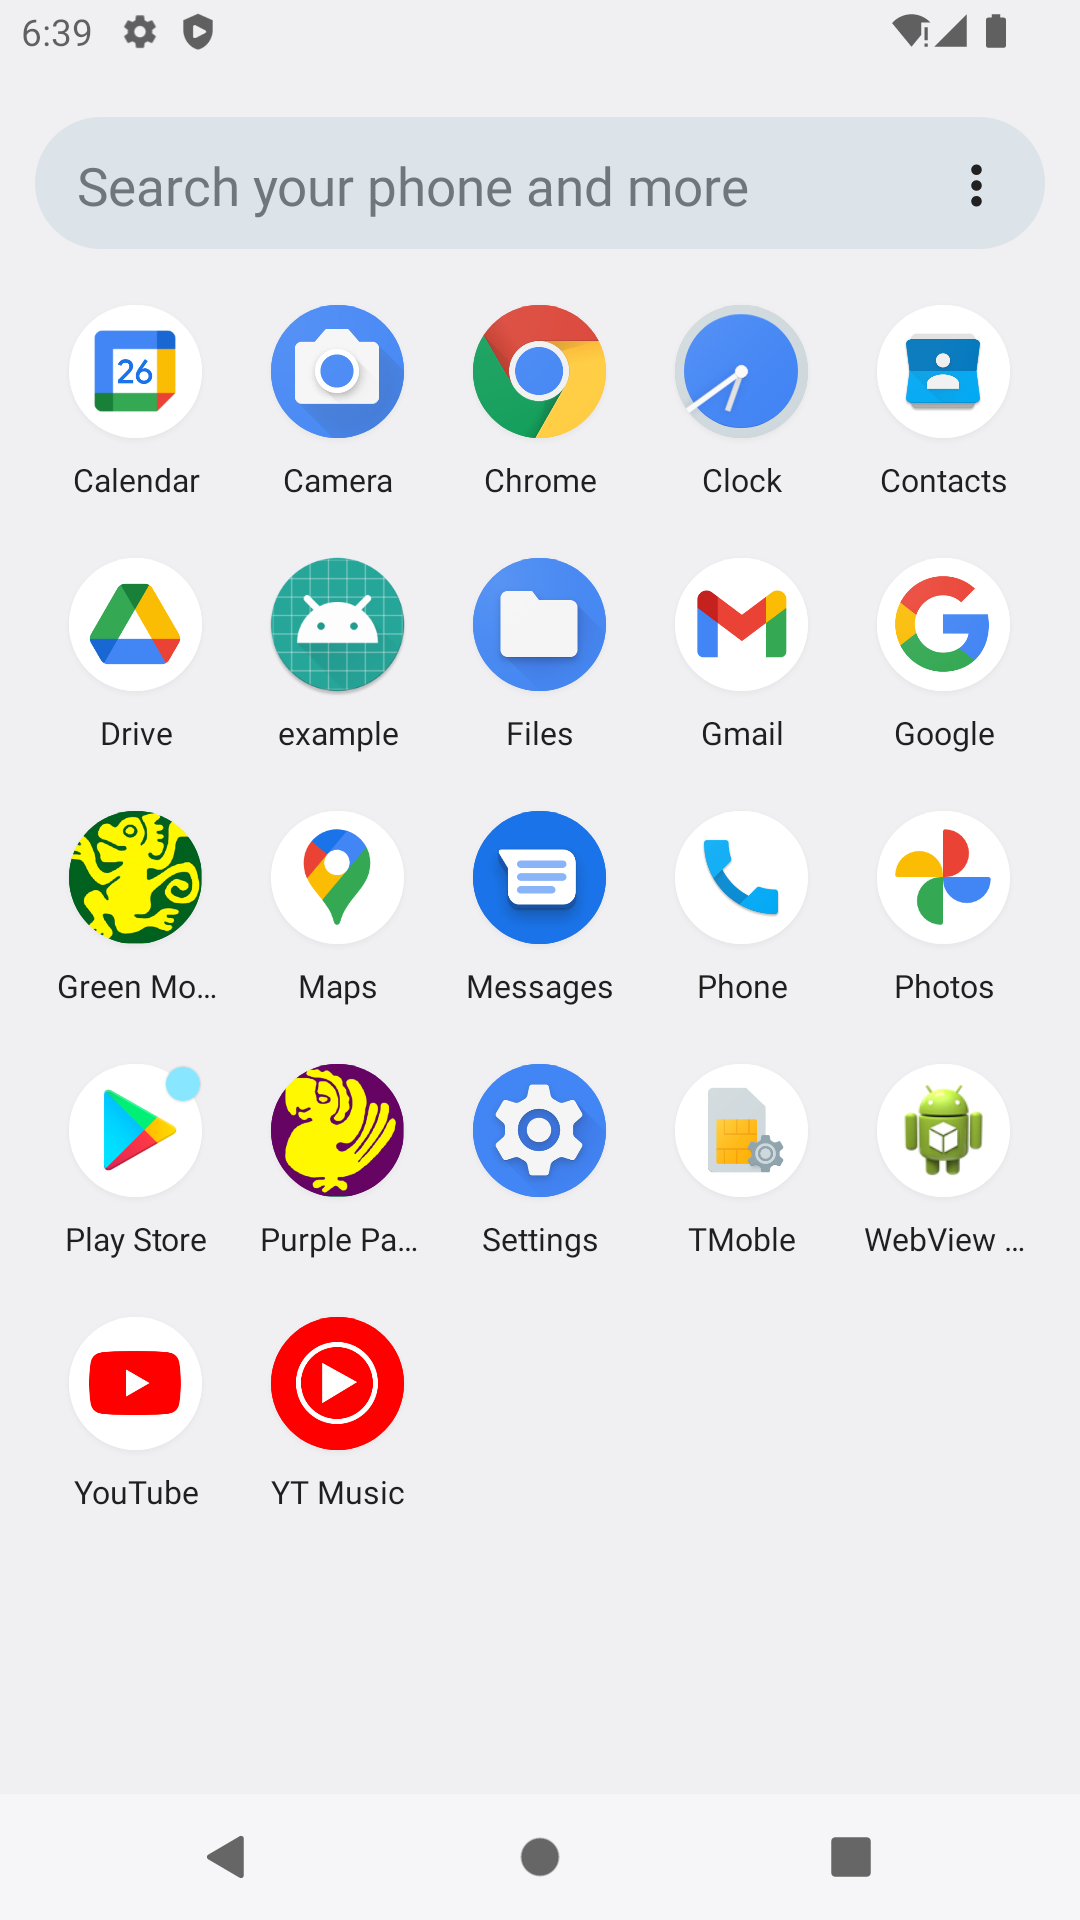 6:39
Search your phone and more
26
Calendar Camera Chrome Clock Contacts
Drive example Files Gmail Google
Green Mo... Maps Messages Phone Photos
Play Store Purple Pa... Settings TMoble WebView ...
YouTube YT Music